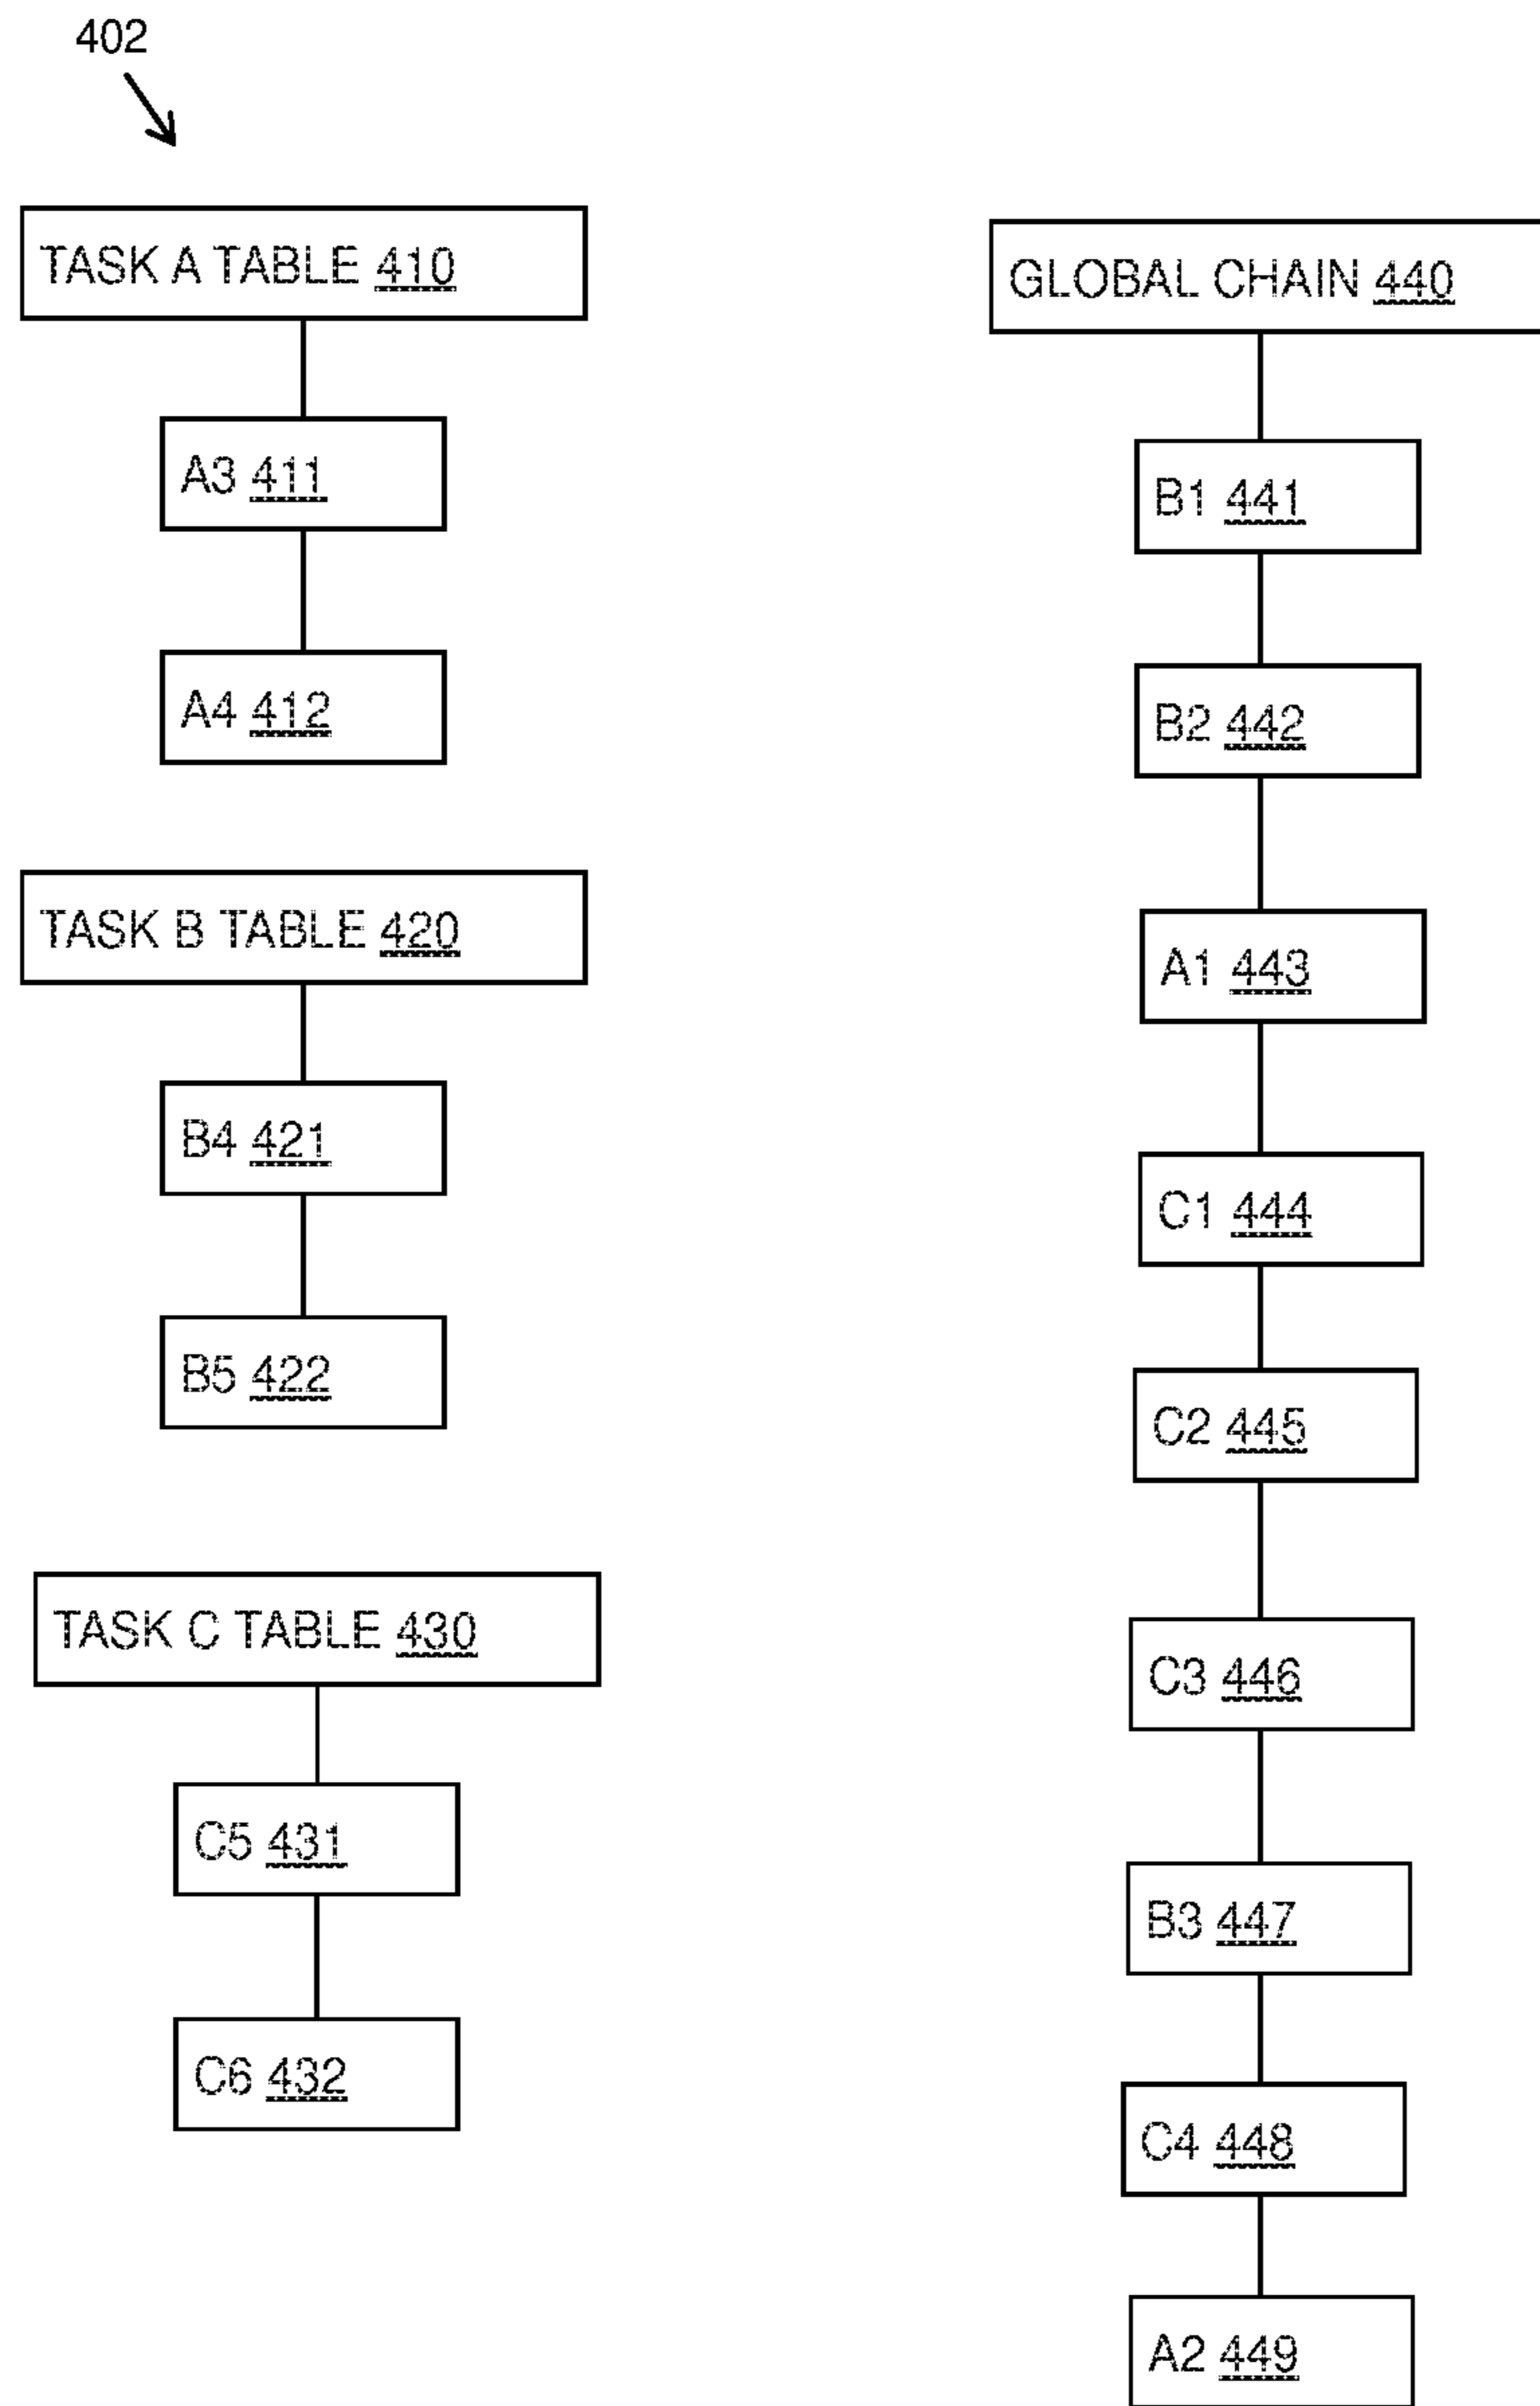 402
TASK A TABLE 410
A3 411
A4 412
TASK B TABLE 420
B4 421
B5 422
TASK C TABLE 430
C5 431
C6 432
GLOBAL CHAIN 440
B1 441
B2 442
A1 443
C1 444
C2 445
C3 446
B3 447
C4 448
A2 449